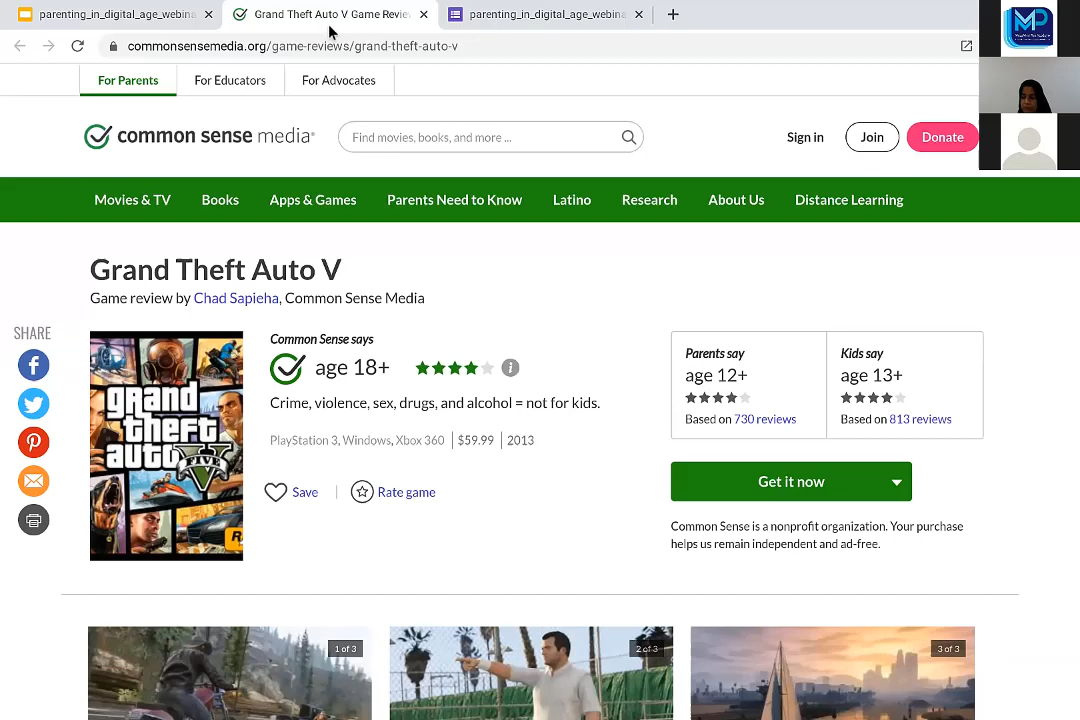 parenting_in_digital_age_webina
Grand Theft Auto V Game Revie
parenting_in_digital_age_webina
commonsensemedia.org/game-reviews/grand-theft-auto-v
MP
For Parents
For Educators
For Advocates
common sense media®
Find movies, books, and more ...
Sign in
Join
Donate
Movies & TV
Books
Apps & Games
Parents Need to Know
Latino
Research
About Us
Distance Learning
Grand Theft Auto V
Game review by Chad Sapieha, Common Sense Media
SHARE
grand
theft
auto
V
FIVE
R
Common Sense says
age 18+
Crime, violence, sex, drugs, and alcohol = not for kids.
PlayStation 3, Windows, Xbox 360 | $59.99 | 2013
Save
Rate game
Parents say
age 12+
Based on 730 reviews
Kids say
age 13+
Based on 813 reviews
Get it now
Common Sense is a nonprofit organization. Your purchase
helps us remain independent and ad-free.
1 of 3
2 of 3
3 of 3